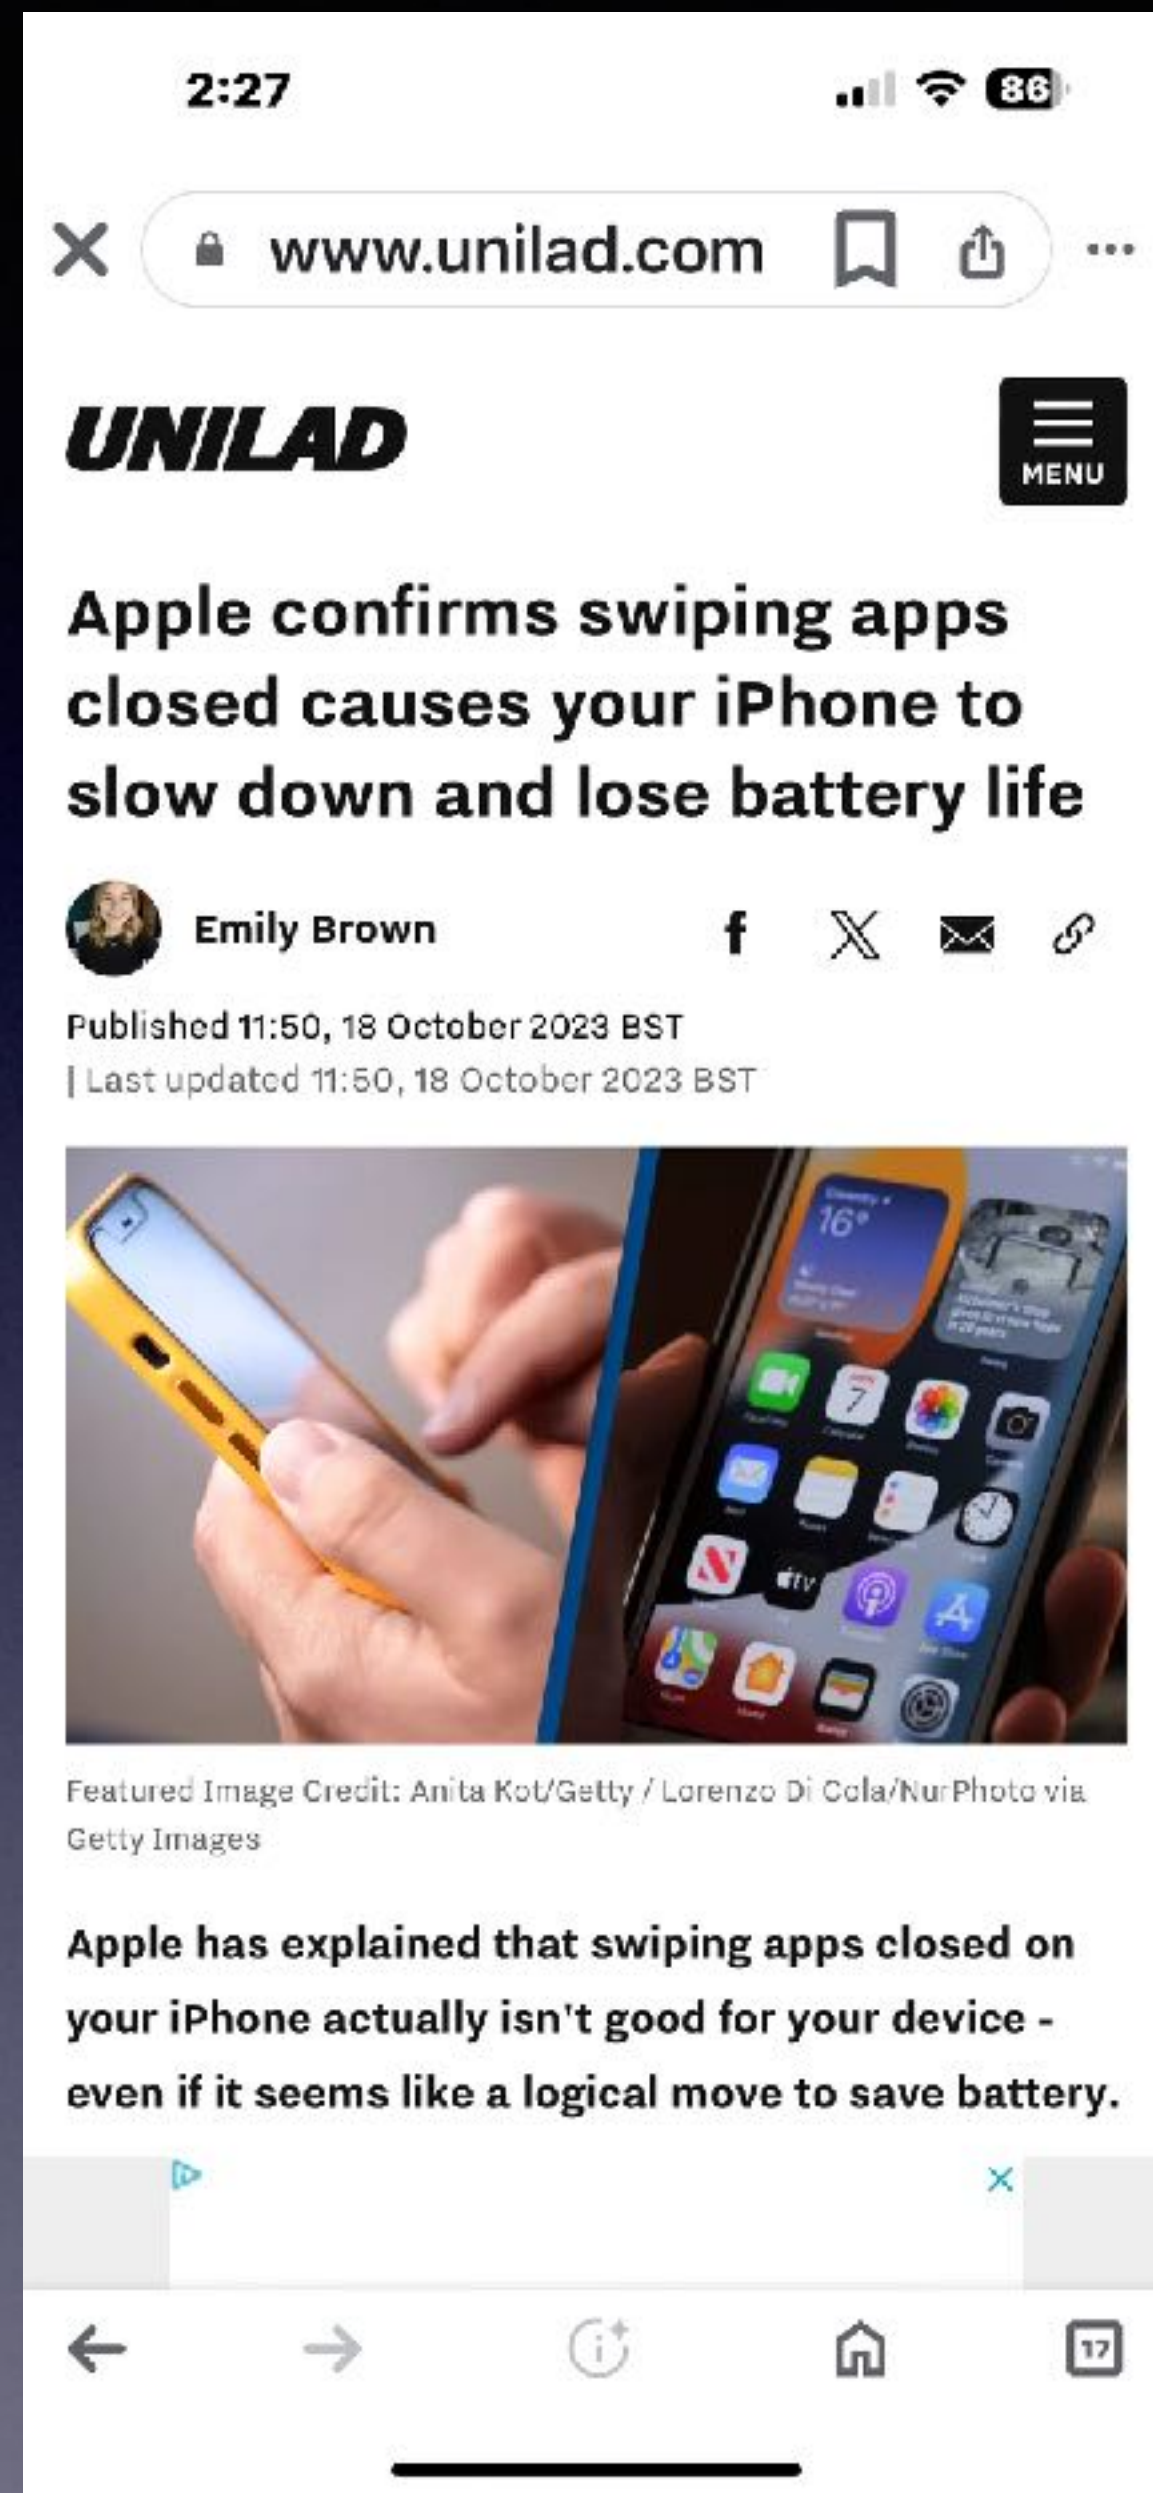 2:27
86
www.unilad.com
UNILAD
MENU
Apple confirms swiping apps
closed causes your iPhone to
slow down and lose battery life
Emily Brown
Published 11:50, 18 October 2023 BST
| Last updated 11:50, 18 October 2023 BST
16°
7
tv
Featured Image Credit: Anita Kot/Getty / Lorenzo Di Cola/NurPhoto via
Getty Images
Apple has explained that swiping apps closed on
your iPhone actually isn't good for your device -
even if it seems like a logical move to save battery.
17